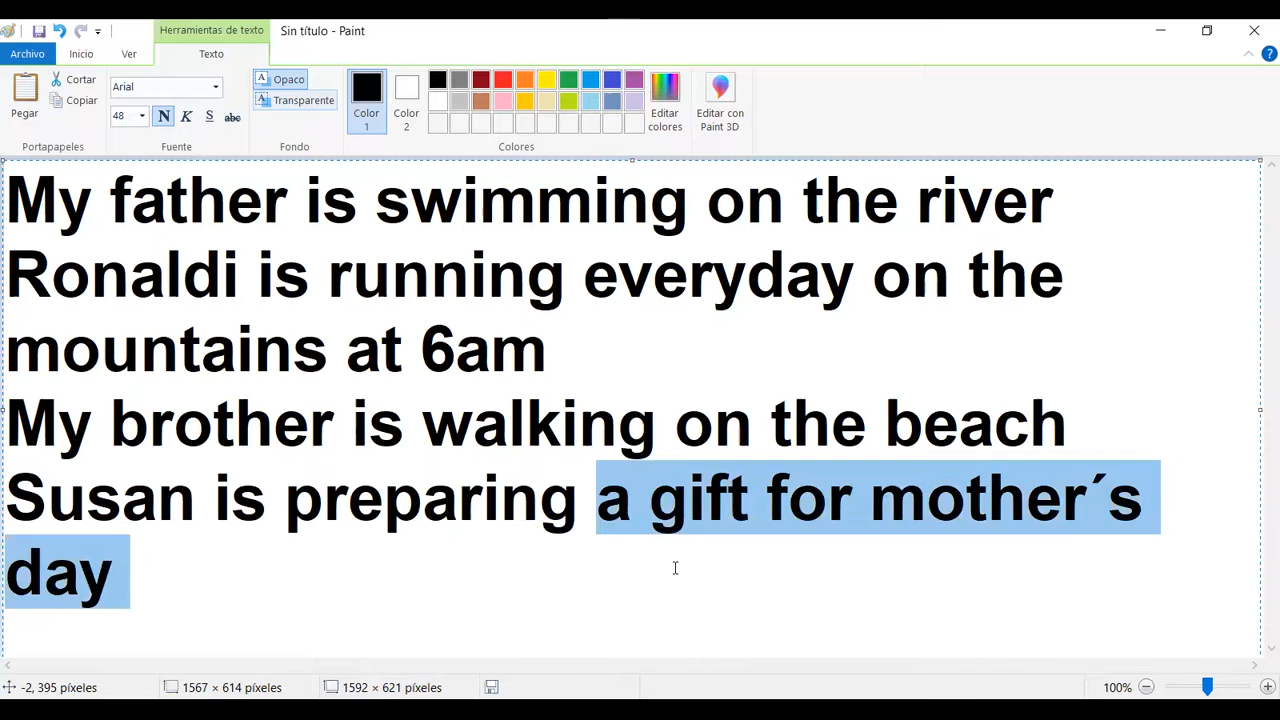 Herramientas de texto Sin título - Paint
Archivo Inicio Ver Texto
Pegar Cortar Copiar
Arial
48 N K S abc
Opaco
Transparente
Color 1
Color 2
Editar colores
Editar con Paint 3D
Portapapeles Fuente Fondo Colores
My father is swimming on the river
Ronaldi is running everyday on the
mountains at 6am
My brother is walking on the beach
Susan is preparing a gift for mother´s
day
-2, 395 píxeles 1567 × 614 píxeles 1592 × 621 píxeles 100%